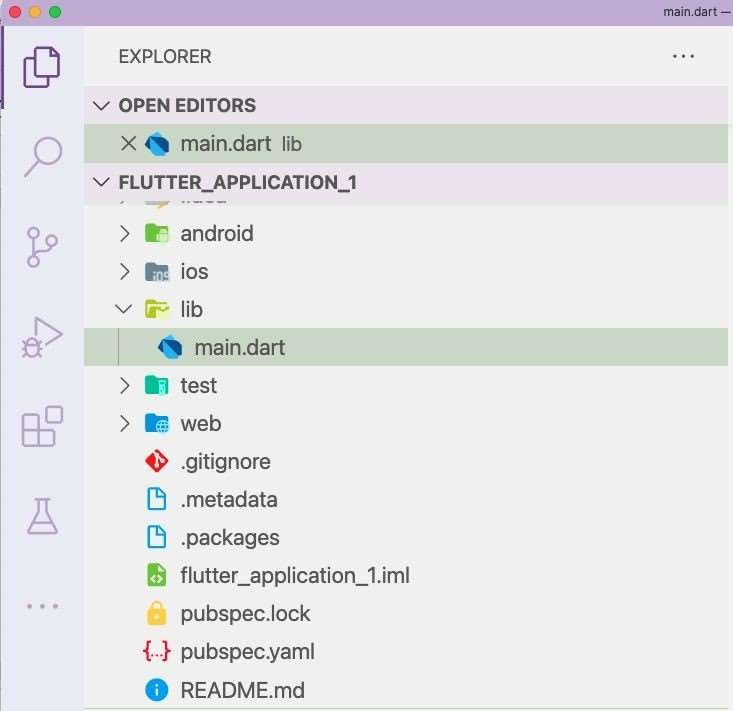 main.dart —
EXPLORER
OPEN EDITORS
main.dart lib
FLUTTER_APPLICATION_1
android
ios
lib
main.dart
test
web
.gitignore
.metadata
.packages
flutter_application_1.iml
pubspec.lock
pubspec.yaml
README.md